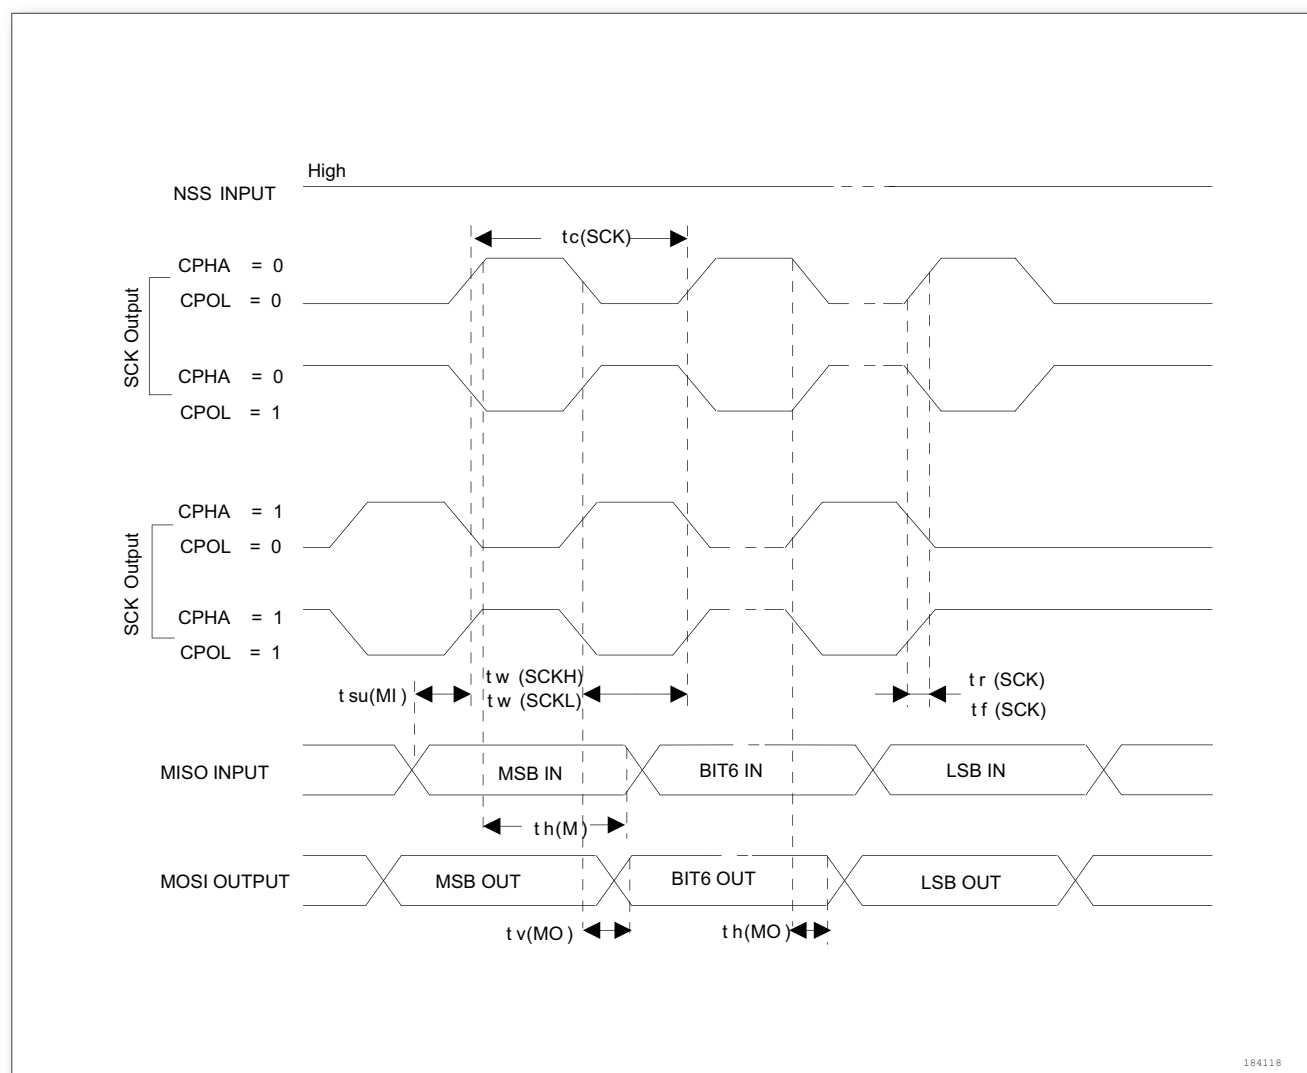 High
NSS INPUT
tc(SCK)
CPHA = 0
CPOL = 0
SCK Output
CPHA = 0
CPOL = 1
CPHA = 1
CPOL = 0
SCK Output
CPHA = 1
CPOL = 1
tsu(MI)
tw (SCKH)
tw (SCKL)
tr (SCK)
tf (SCK)
MISO INPUT
MSB IN
BIT6 IN
LSB IN
th(M)
MOSI OUTPUT
MSB OUT
BIT6 OUT
LSB OUT
tv(MO)
th(MO)
184118